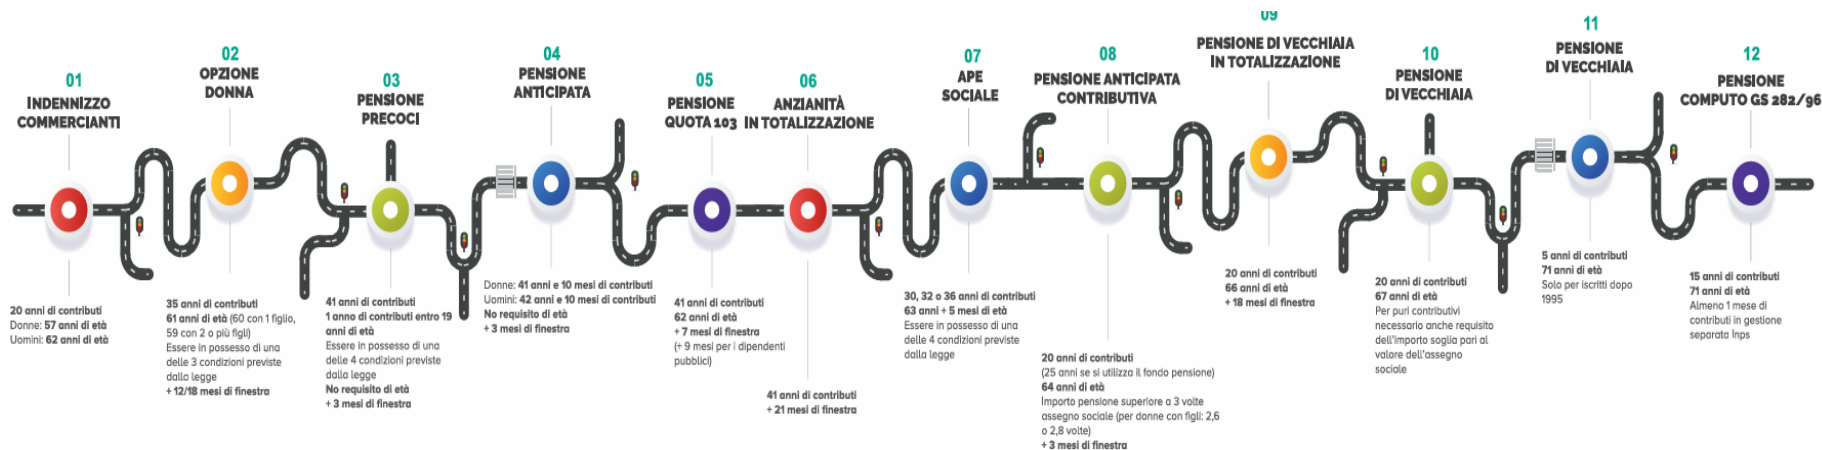 01
INDENNIZZO
COMMERCIANTI
20 anni di contributi
Donne: 57 anni di età
Uomini: 62 anni di età
02
OPZIONE
DONNA
35 anni di contributi
61 anni di età (60 con 1 figlio,
59 con 2 o più figli)
Essere in possesso di una
delle 3 condizioni previste
dalla legge
+ 12/18 mesi di finestra
03
PENSIONE
PRECOCI
41 anni di contributi
1 anno di contributi entro 19
anni di età
Essere in possesso di una
delle 4 condizioni previste
dalla legge
No requisito di età
+ 3 mesi di finestra
04
PENSIONE
ANTICIPATA
Donne: 41 anni e 10 mesi di contributi
Uomini: 42 anni e 10 mesi di contributi
No requisito di età
+ 3 mesi di finestra
05
PENSIONE
QUOTA 103
41 anni di contributi
62 anni di età
+ 7 mesi di finestra
(+ 9 mesi per i dipendenti
pubblici)
06
ANZIANITÀ
IN TOTALIZZAZIONE
41 anni di contributi
+ 21 mesi di finestra
07
APE
SOCIALE
30, 32 o 36 anni di contributi
63 anni + 5 mesi di età
Essere in possesso di una
delle 4 condizioni previste
dalla legge
08
PENSIONE ANTICIPATA
CONTRIBUTIVA
20 anni di contributi
(25 anni se si utilizza il fondo pensione)
64 anni di età
Importo pensione superiore a 3 volte
assegno sociale (per donne con figli: 2,6
o 2,8 volte)
+ 3 mesi di finestra
09
PENSIONE DI VECCHIAIA
IN TOTALIZZAZIONE
20 anni di contributi
66 anni di età
+ 18 mesi di finestra
10
PENSIONE
DI VECCHIAIA
20 anni di contributi
67 anni di età
Per puri contributivi
necessario anche requisito
dell'importo soglia pari al
valore dell'assegno
sociale
11
PENSIONE
DI VECCHIAIA
5 anni di contributi
71 anni di età
Solo per iscritti dopo
1995
12
PENSIONE
COMPUTO GS 282/96
15 anni di contributi
71 anni di età
Almeno 1 mese di
contributi in gestione
separata Inps